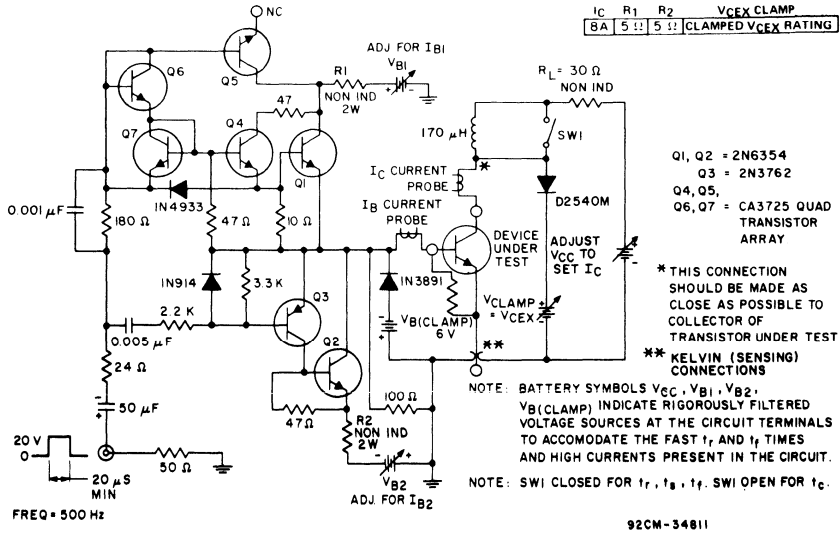 IC R1 R2 VCEX CLAMP
8A 5 Ω 5 Ω CLAMPED VCEX RATING
NC
ADJ FOR IB1
VB1
Q6
Q5
R1
NON IND
2W
RL = 30 Ω
NON IND
47
170 μH
SW1
Q7
Q4
Q1
IC CURRENT
PROBE
*
Q1, Q2 = 2N6354
Q3 = 2N3762
Q4, Q5,
Q6, Q7 = CA3725 QUAD
TRANSISTOR
ARRAY
1N4933
D2540M
0.001 μF
180 Ω
47 Ω
10 Ω
IB CURRENT
PROBE
DEVICE
UNDER
TEST
ADJUST
VCC TO
SET IC
1N914
3.3 K
1N3891
* THIS CONNECTION
SHOULD BE MADE AS
CLOSE AS POSSIBLE TO
COLLECTOR OF
TRANSISTOR UNDER TEST
2.2 K
Q3
VCLAMP
= VCEX
VB(CLAMP)
6 V
0.005 μF
Q2
**
** KELVIN (SENSING)
CONNECTIONS
24 Ω
50 μF
47Ω
100 Ω
R2
NON IND
2W
NOTE: BATTERY SYMBOLS VCC, VB1, VB2,
VB(CLAMP) INDICATE RIGOROUSLY FILTERED
VOLTAGE SOURCES AT THE CIRCUIT TERMINALS
TO ACCOMODATE THE FAST tr AND tf TIMES
AND HIGH CURRENTS PRESENT IN THE CIRCUIT.
20 V
0
20 μS
MIN
50 Ω
VB2
ADJ. FOR IB2
NOTE: SW1 CLOSED FOR tr, ts, tf. SW1 OPEN FOR tc.
FREQ = 500 Hz
92CM-34811